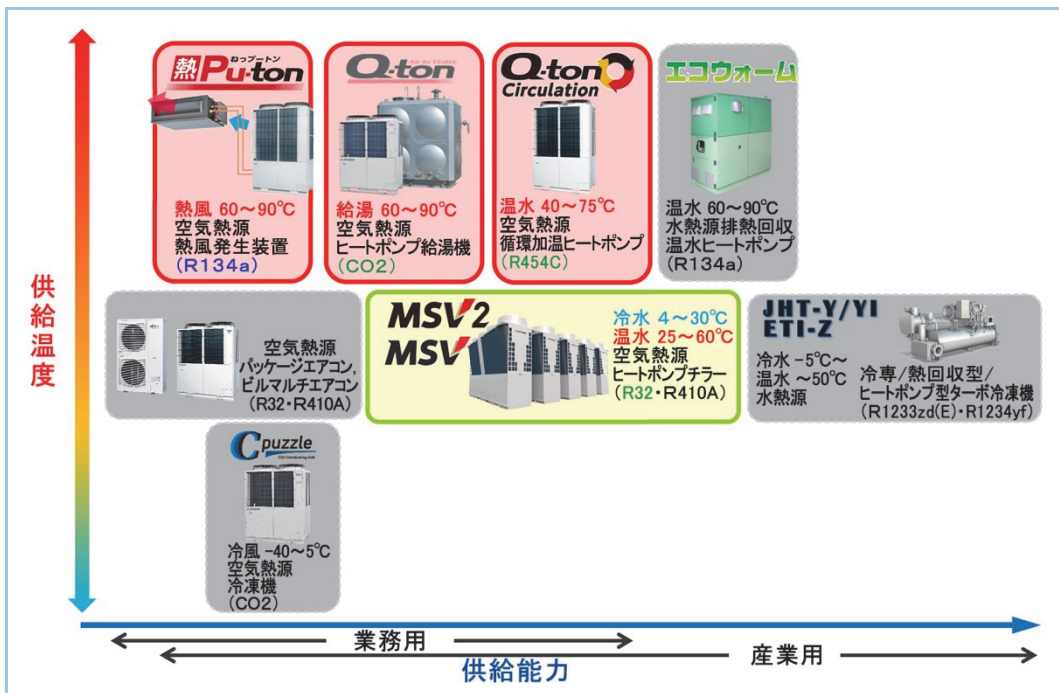 供給温度
ねっプートン
熱Pu-ton
熱風 60～90℃
空気熱源
熱風発生装置
(R134a)
Air to Water
Q-ton
給湯 60～90℃
空気熱源
ヒートポンプ給湯機
(CO2)
Q-ton
Circulation
温水 40～75℃
空気熱源
循環加温ヒートポンプ
(R454C)
エコウォーム
温水 60～90℃
水熱源排熱回収
温水ヒートポンプ
(R134a)
空気熱源
パッケージエアコン,
ビルマルチエアコン
(R32・R410A)
MSV2
MSV
冷水 4～30℃
温水 25～60℃
空気熱源
ヒートポンプチラー
(R32・R410A)
JHT-Y/YI
ETI-Z
冷水 -5℃～
温水 ～50℃
水熱源
冷専/熱回収型/
ヒートポンプ型ターボ冷凍機
(R1233zd(E)・R1234yf)
C puzzle
CO2 Condensing Unit
冷風 -40～5℃
空気熱源
冷凍機
(CO2)
業務用
産業用
供給能力